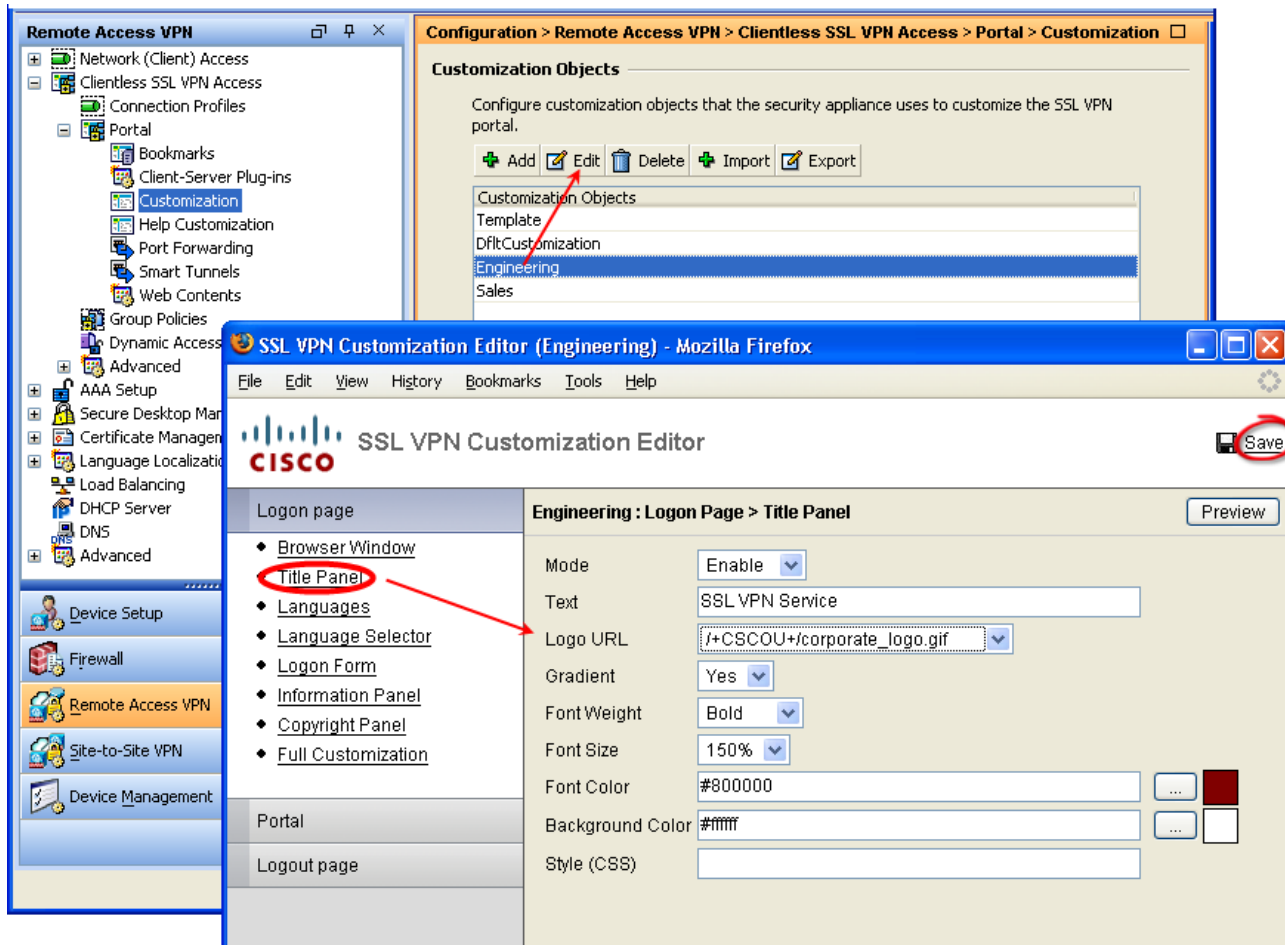 Remote Access VPN
Network (Client) Access
Clientless SSL VPN Access
Connection Profiles
Portal
Bookmarks
Client-Server Plug-ins
Customization
Help Customization
Port Forwarding
Smart Tunnels
Web Contents
Group Policies
Dynamic Access
Advanced
AAA Setup
Secure Desktop Mar
Certificate Managen
Language Localizatio
Load Balancing
DHCP Server
DNS
DNS
Advanced
Device Setup
Firewall
Remote Access VPN
Site-to-Site VPN
Device Management
Configuration > Remote Access VPN > Clientless SSL VPN Access > Portal > Customization
Customization Objects
Configure customization objects that the security appliance uses to customize the SSL VPN
portal.
Add Edit Delete Import Export
Customization Objects
Template
DfltCustomization
Engineering
Sales
SSL VPN Customization Editor (Engineering) - Mozilla Firefox
File Edit View History Bookmarks Tools Help
CISCO
SSL VPN Customization Editor
Save
Logon page
Browser Window
Title Panel
Languages
Language Selector
Logon Form
Information Panel
Copyright Panel
Full Customization
Portal
Logout page
Engineering : Logon Page > Title Panel
Preview
Mode Enable
Text SSL VPN Service
Logo URL /+CSCOU+/corporate_logo.gif
Gradient Yes
Font Weight Bold
Font Size 150%
Font Color #800000 ...
Background Color #ffffff ...
Style (CSS)